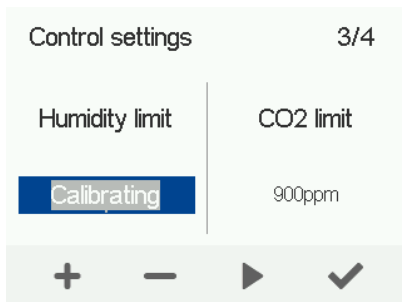 Control settings 3/4
Humidity limit CO2 limit
Calibrating 900ppm